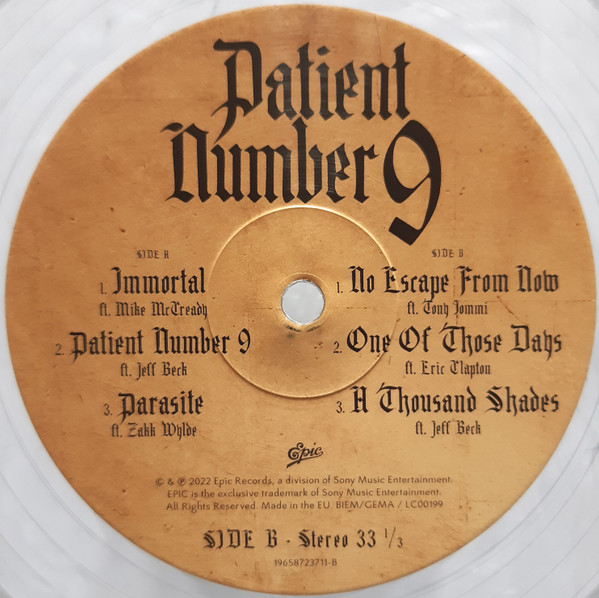 Patient
Number 9
SIDE A
1. Immortal
ft. Mike McCready
2. Patient Number 9
ft. Jeff Beck
3. Parasite
ft. Zakk Wylde
SIDE B
1. No Escape From Now
ft. Tony Iommi
2. One Of Those Days
ft. Eric Clapton
3. A Thousand Shades
ft. Jeff Beck
Epic
© & ℗ 2022 Epic Records, a division of Sony Music Entertainment.
EPIC is the exclusive trademark of Sony Music Entertainment.
All Rights Reserved. Made in the EU. BIEM/GEMA / LC00199
SIDE B - Stereo 33 1/3
19658723711-B